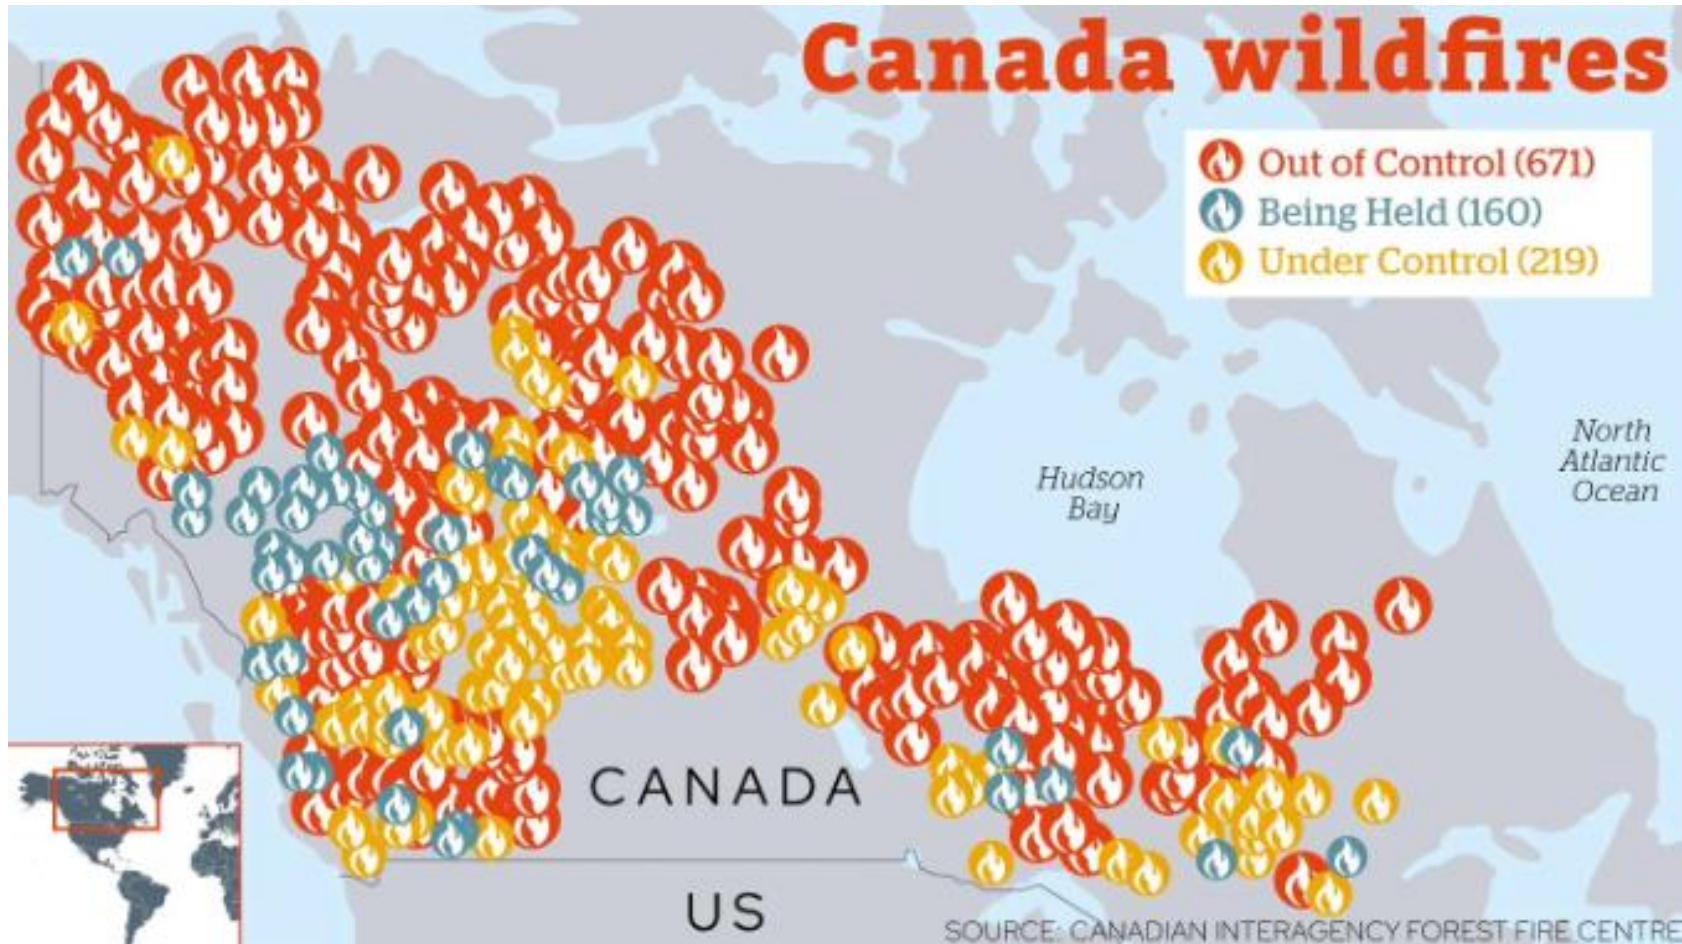 Canada wildfires
Out of Control (671)
Being Held (160)
Under Control (219)
North
Atlantic
Ocean
Hudson
Bay
CANADA
US
SOURCE: CANADIAN INTERAGENCY FOREST FIRE CENTRE